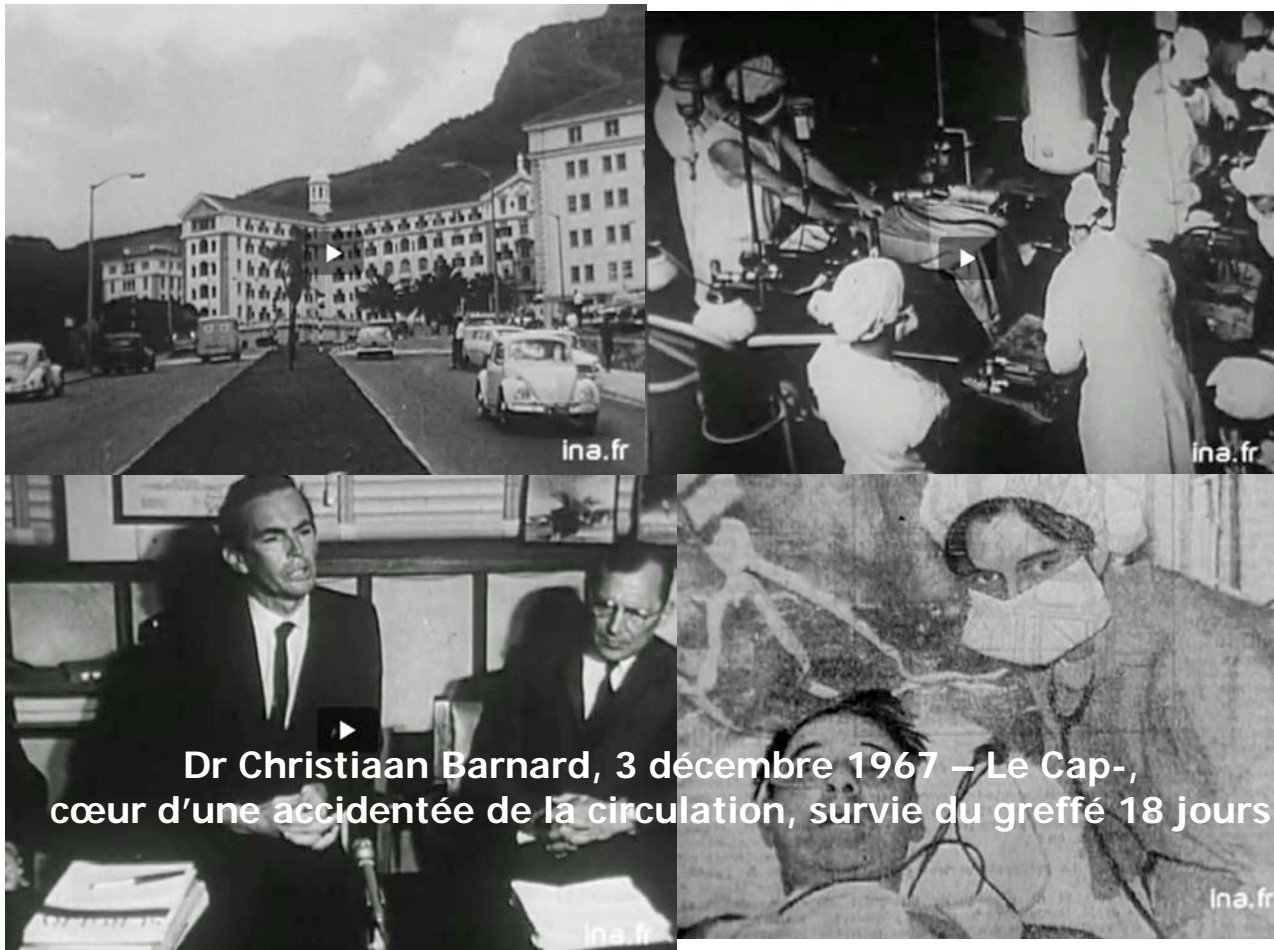 ina.fr
ina.fr
Dr Christiaan Barnard, 3 décembre 1967 – Le Cap-,
cœur d'une accidentée de la circulation, survie du greffé 18 jours
ina.fr
ina.fr